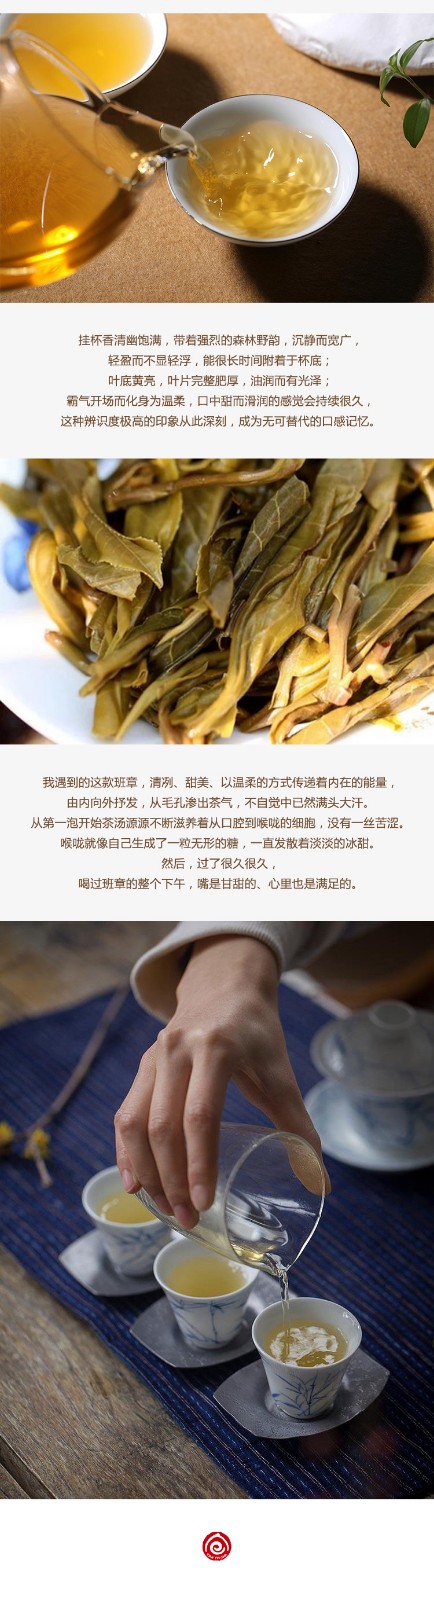 挂杯香清幽饱满，带着强烈的森林野韵，沉静而宽广，
轻盈而不显轻浮，能很长时间附着于杯底；
叶底黄亮，叶片完整肥厚，油润而有光泽；
霸气开场而化身为温柔，口中甜而滑润的感觉会持续很久，
这种辨识度极高的印象从此深刻，成为无可替代的口感记忆。
我遇到的这款班章，清冽、甜美、以温柔的方式传递着内在的能量，
由内向外抒发，从毛孔渗出茶气，不自觉中已然满头大汗。
从第一泡开始茶汤源源不断滋养着从口腔到喉咙的细胞，没有一丝苦涩。
喉咙就像自己生成了一粒无形的糖，一直发散着淡淡的冰甜。
然后，过了很久很久，
喝过班章的整个下午，嘴是甘甜的、心里也是满足的。